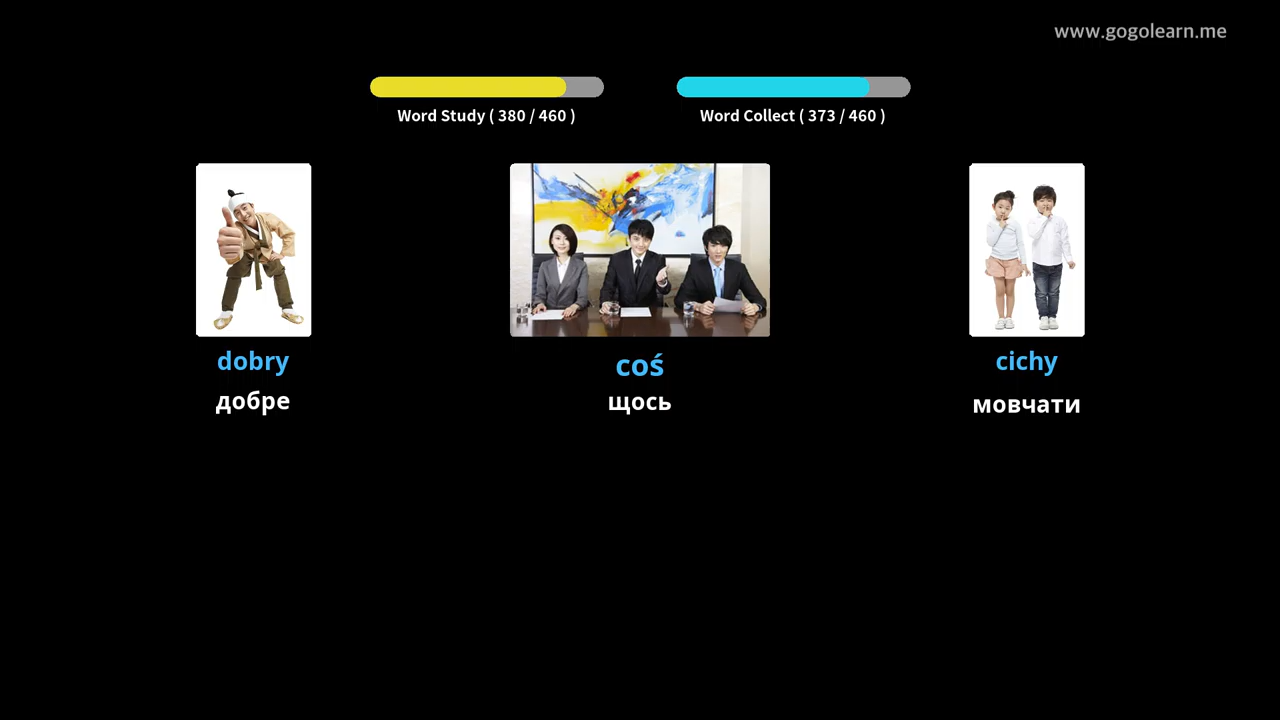 www.gogolearn.me
Word Study ( 380 / 460 )
Word Collect ( 373 / 460 )
dobry
добре
coś
щось
cichy
мовчати